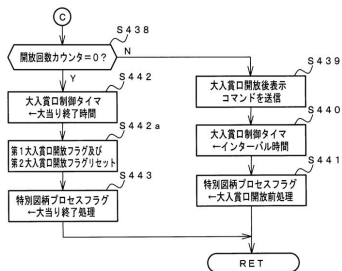 C
S438
開放回数カウンター=0?
N
Y
S442
大入賞口制御タイマ
←大当り終了時間
S442a
第1大入賞口開放フラグ及び
第2大入賞口開放フラグリセット
S443
特別図柄プロセスフラグ
←大当り終了処理
S439
大入賞口開放後表示
コマンドを送信
S440
大入賞口制御タイマ
←インターバル時間
S441
特別図柄プロセスフラグ
←大入賞口開放前処理
RET